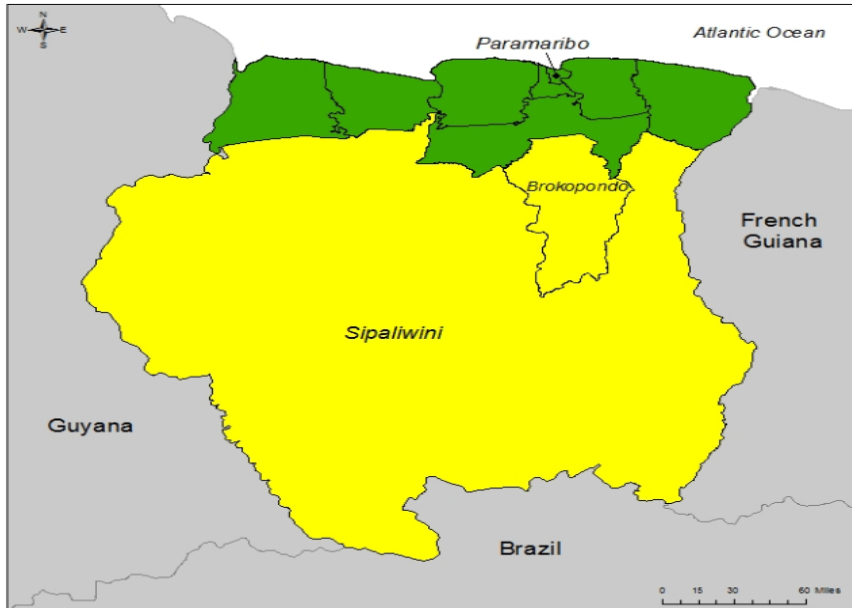 N
W E
S
Paramaribo
Atlantic Ocean
Brokopondo
French
Guiana
Sipaliwini
Guyana
Brazil
0 15 30 60 Miles